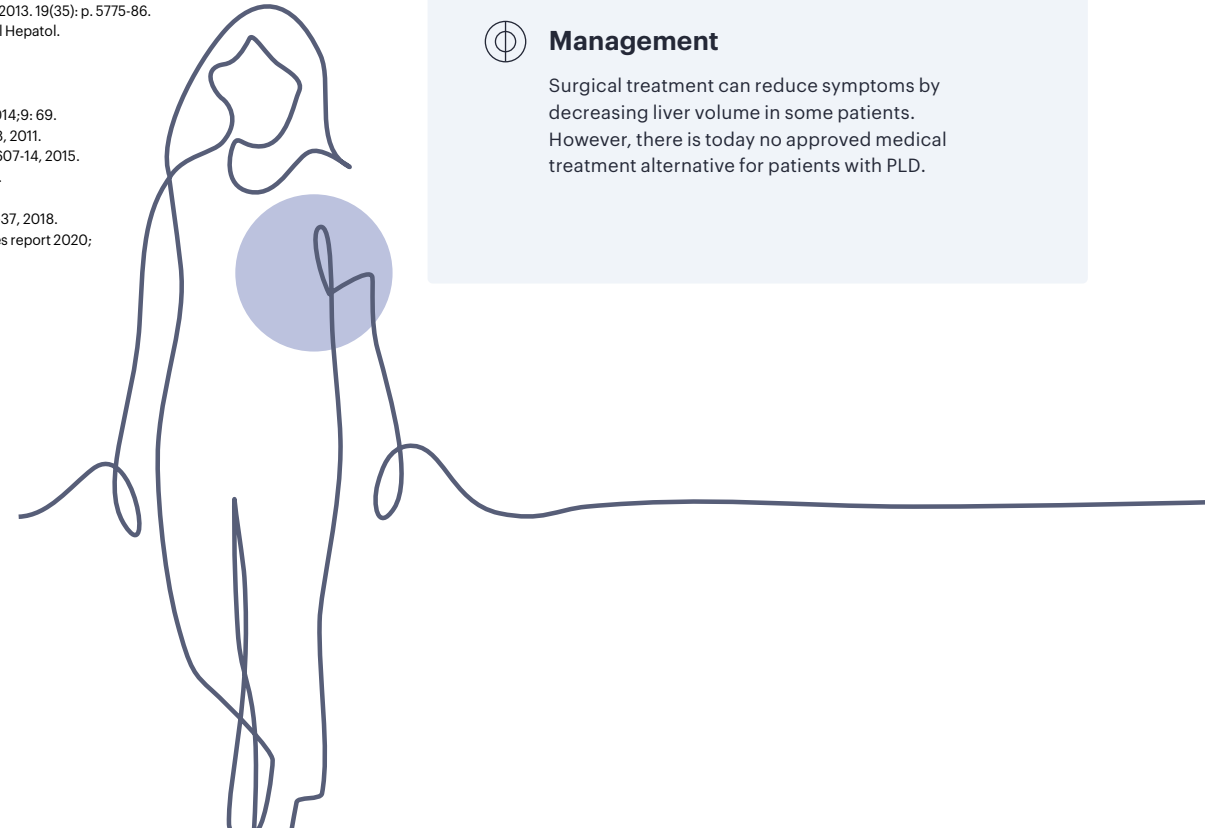 2013. 19(35): p. 5775-86.
l Hepatol.
014;9: 69.
, 2011.
607-14, 2015.
.
37, 2018.
es report 2020;
Management
Surgical treatment can reduce symptoms by
decreasing liver volume in some patients.
However, there is today no approved medical
treatment alternative for patients with PLD.